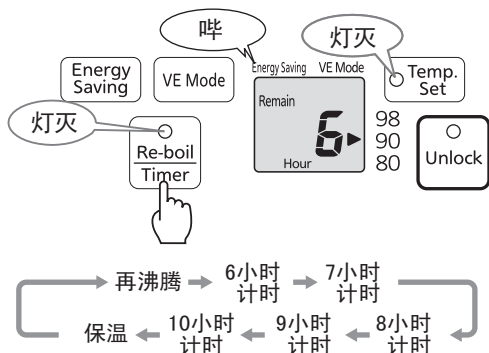 哔
灯灭
Energy Saving VE Mode
Energy
Saving
VE Mode
Temp.
Set
灯灭
Remain
6
Hour
98
90
80
Re-boil
Timer
Unlock
再沸腾
6小时
计时
7小时
计时
8小时
计时
9小时
计时
10小时
计时
保温